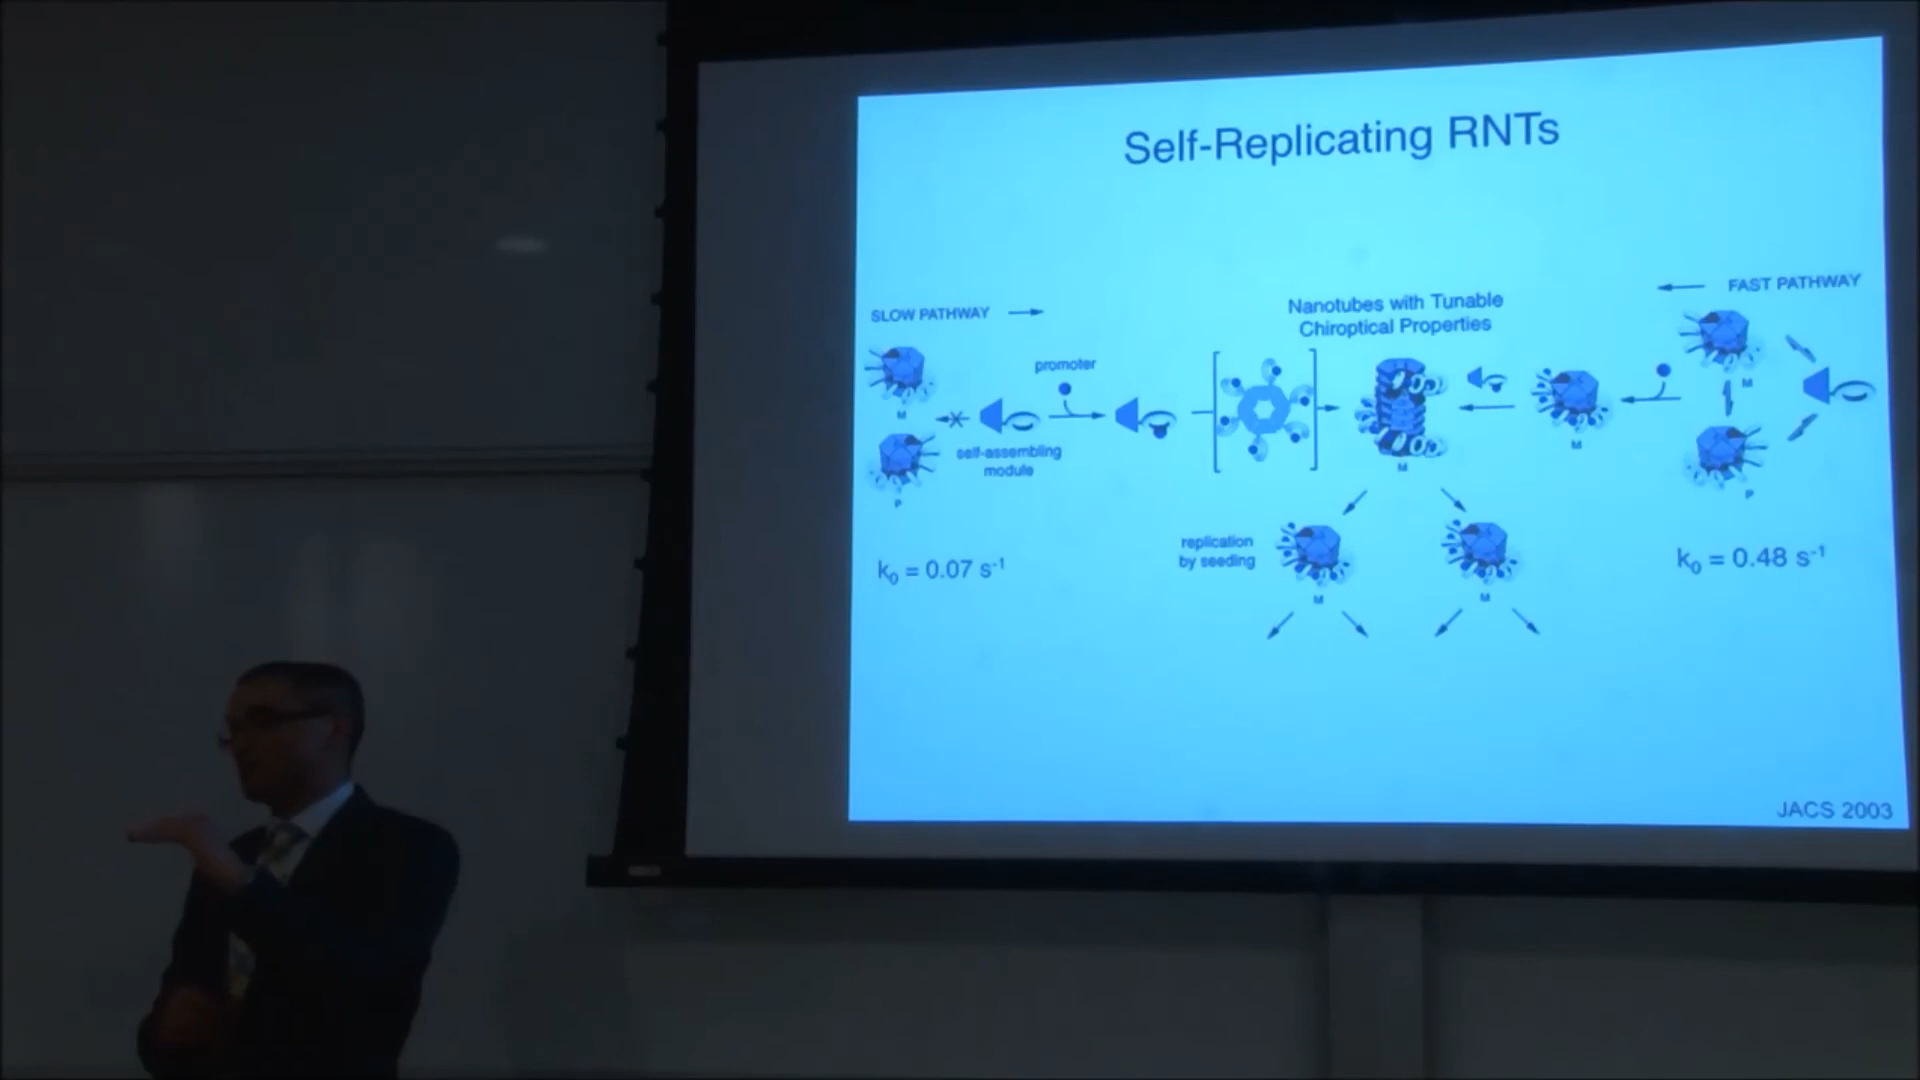 Self-Replicating RNTs
SLOW PATHWAY
FAST PATHWAY
Nanotubes with Tunable
Chiroptical Properties
promoter
self-assembling
module
M
P
M
M
M
P
replication
by seeding
M
M
k₀ = 0.07 s⁻¹
k₀ = 0.48 s⁻¹
JACS 2003